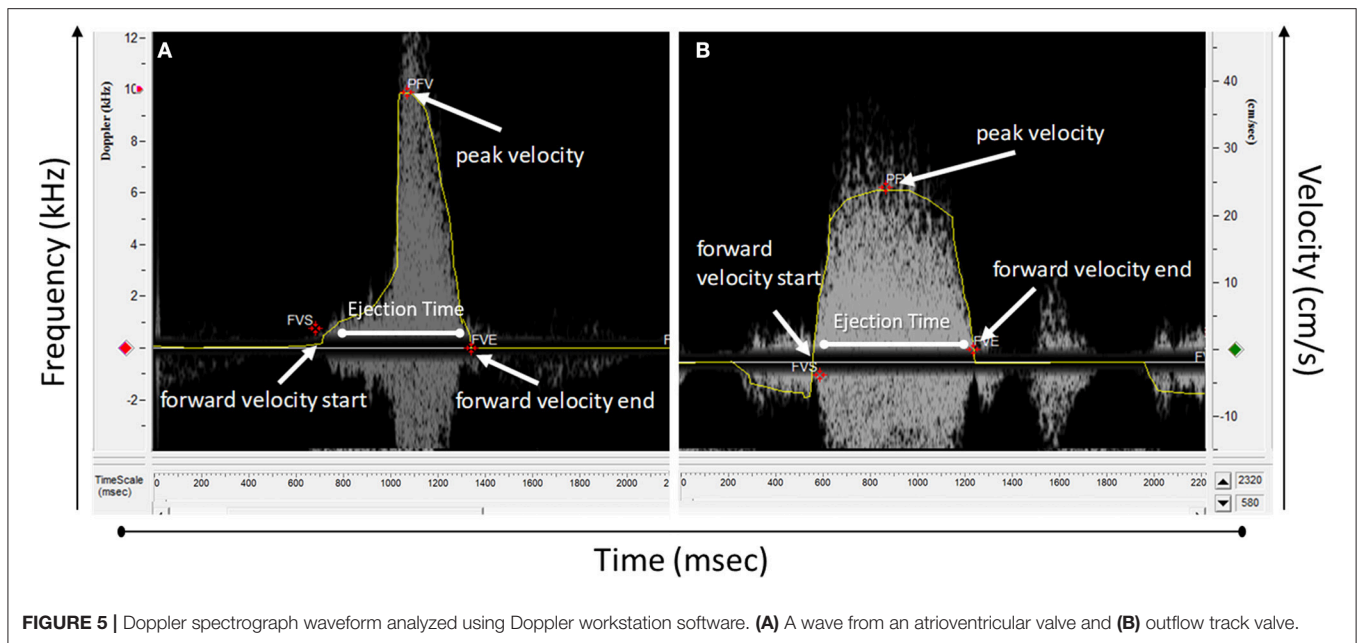 Frequency (kHz)
Doppler (kHz)
12
10
8
6
4
2
0
-2
A
PFV
peak velocity
FVS
Ejection Time
FVE
forward velocity start
forward velocity end
B
PFV
peak velocity
forward
velocity start
forward velocity end
Ejection Time
FVS
FVE
(cm/sec)
40
30
20
10
0
-10
Velocity (cm/s)
TimeScale
(msec)
0 200 400 600 800 1000 1200 1400 1600 1800 2000 2
0 200 400 600 800 1000 1200 1400 1600 1800 2000 220
2320
580
Time (msec)
FIGURE 5 | Doppler spectrograph waveform analyzed using Doppler workstation software. (A) A wave from an atrioventricular valve and (B) outflow track valve.